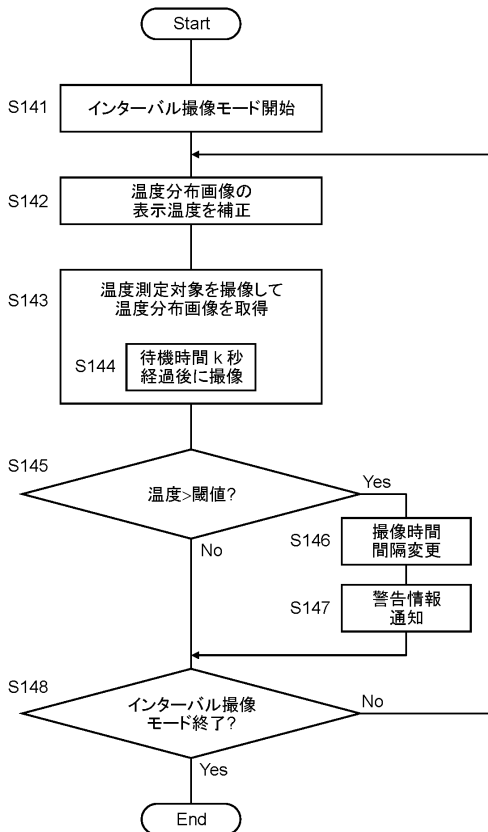 Start
S141
インターバル撮像モード開始
S142
温度分布画像の
表示温度を補正
S143
温度測定対象を撮像して
温度分布画像を取得
S144
待機時間 k 秒
経過後に撮像
S145
温度>閾値?
Yes
No
S146
撮像時間
間隔変更
S147
警告情報
通知
S148
インターバル撮像
モード終了?
No
Yes
End